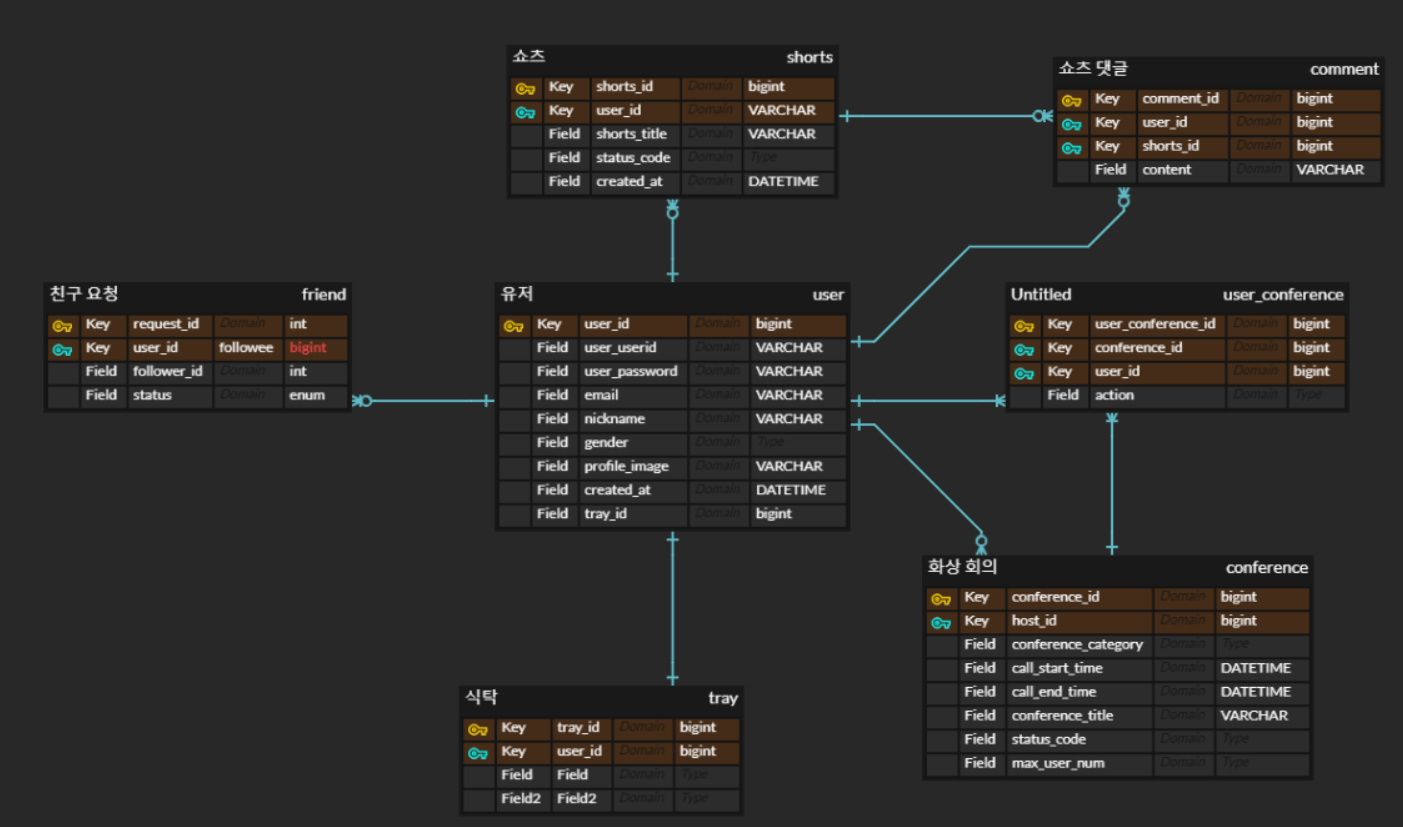 쇼츠 shorts
Key shorts_id Domain bigint
Key user_id Domain VARCHAR
Field shorts_title Domain VARCHAR
Field status_code Domain Type
Field created_at Domain DATETIME
쇼츠 댓글 comment
Key comment_id Domain bigint
Key user_id Domain bigint
Key shorts_id Domain bigint
Field content Domain VARCHAR
친구 요청 friend
Key request_id Domain int
Key user_id followee bigint
Field follower_id Domain int
Field status Domain enum
유저 user
Key user_id Domain bigint
Field user_userid Domain VARCHAR
Field user_password Domain VARCHAR
Field email Domain VARCHAR
Field nickname Domain VARCHAR
Field gender Domain Type
Field profile_image Domain VARCHAR
Field created_at Domain DATETIME
Field tray_id Domain bigint
Untitled user_conference
Key user_conference_id Domain bigint
Key conference_id Domain bigint
Key user_id Domain bigint
Field action Domain Type
화상 회의 conference
Key conference_id Domain bigint
Key host_id Domain bigint
Field conference_category Domain Type
Field call_start_time Domain DATETIME
Field call_end_time Domain DATETIME
Field conference_title Domain VARCHAR
Field status_code Domain Type
Field max_user_num Domain Type
식탁 tray
Key tray_id Domain bigint
Key user_id Domain bigint
Field Field Domain Type
Field2 Field2 Domain Type